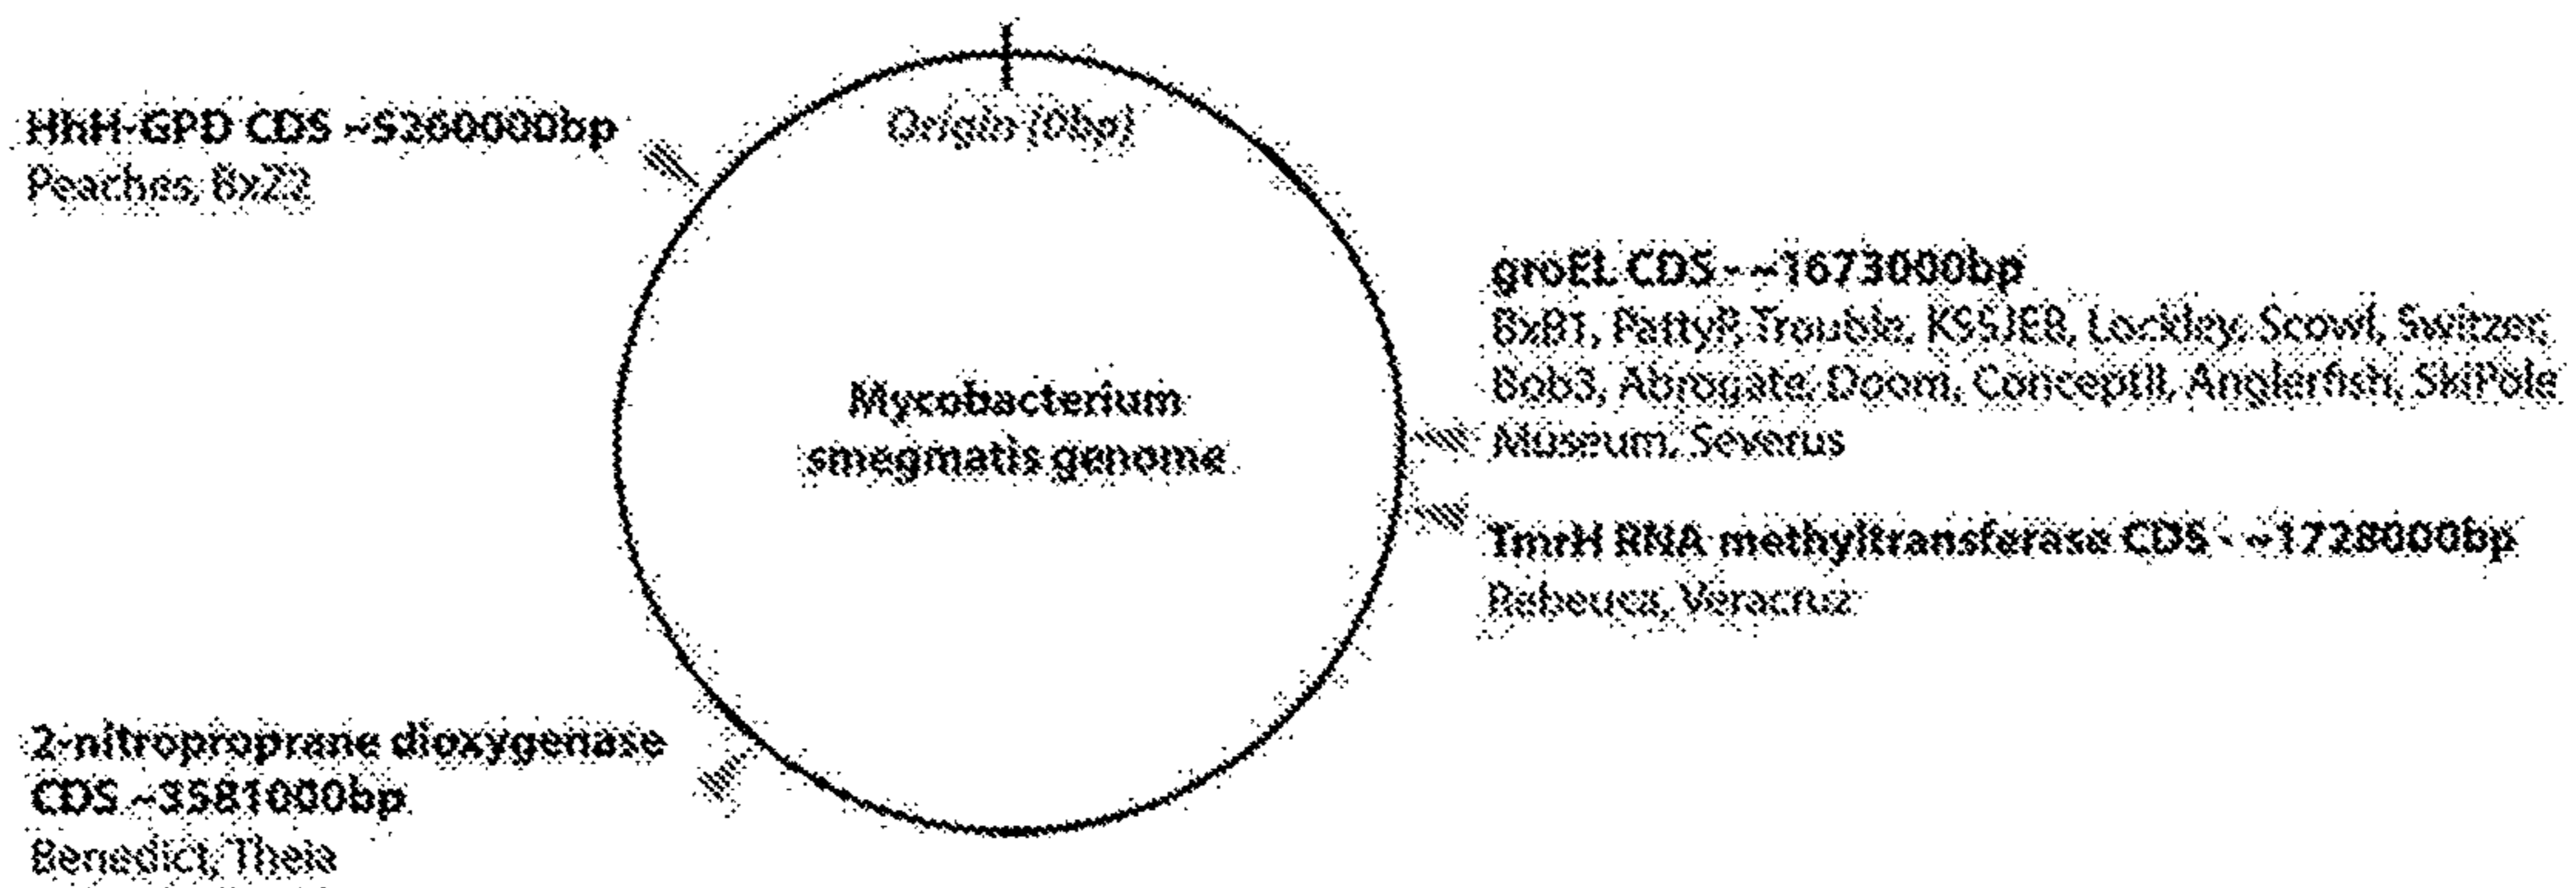 Origin (0bp)
HhH-GPD CDS ~5260000bp
Peaches, BxZ2
groEL CDS - ~1673000bp
BxB1, PattyP, Trouble, KSSJEB, Lockley, Scowl, Switzer,
Bob3, Abrogate, Doom, ConceptII, Anglerfish, SkiPole
Museum, Severus
Mycobacterium
smegmatis genome
TmrH RNA methyltransferase CDS - ~1728000bp
Rebeuca, Veracruz
2-nitroproprane dioxygenase
CDS ~3581000bp
Benedict, Theia